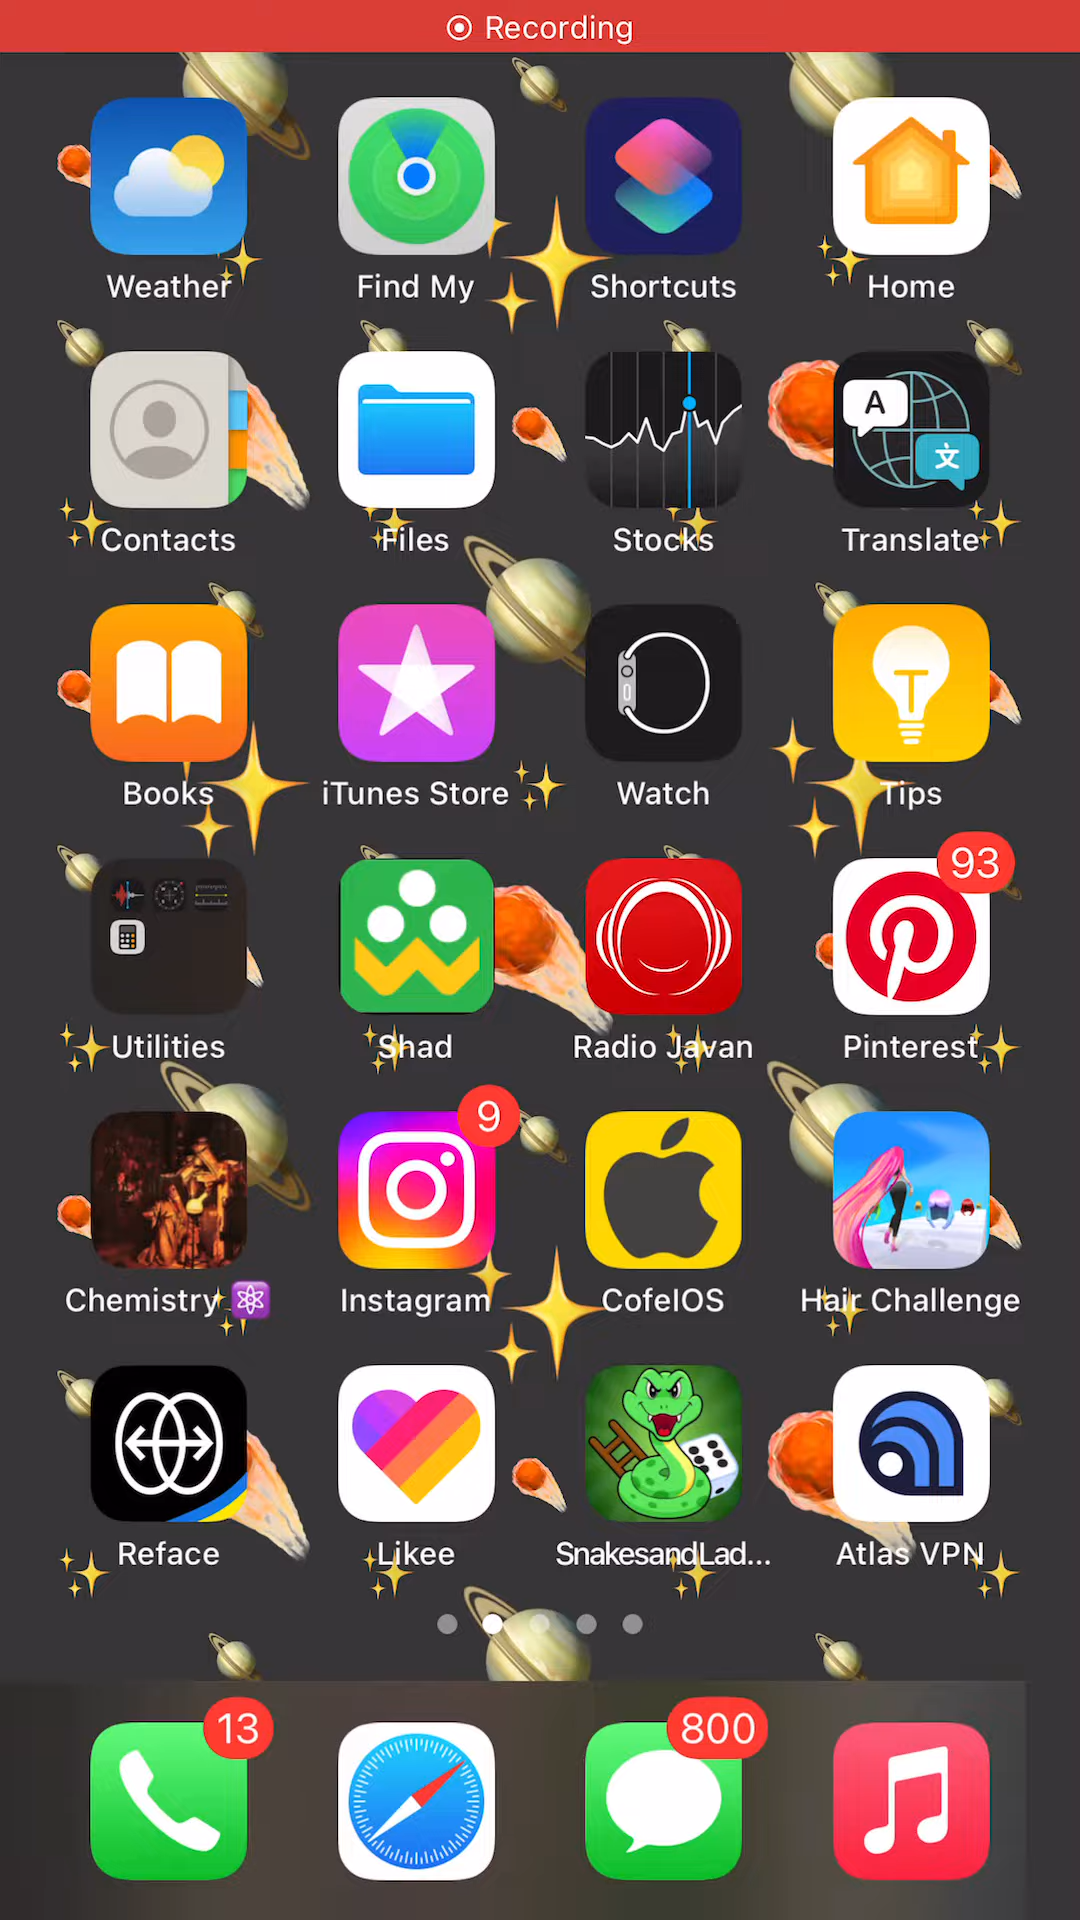 Recording
Weather
Find My
Shortcuts
Home
A
文
Contacts
Files
Stocks
Translate
Books
iTunes Store
Watch
Tips
93
Utilities
Shad
Radio Javan
Pinterest
9
Chemistry ⚛️
Instagram
CofeIOS
Hair Challenge
Reface
Likee
SnakesandLad...
Atlas VPN
13
800